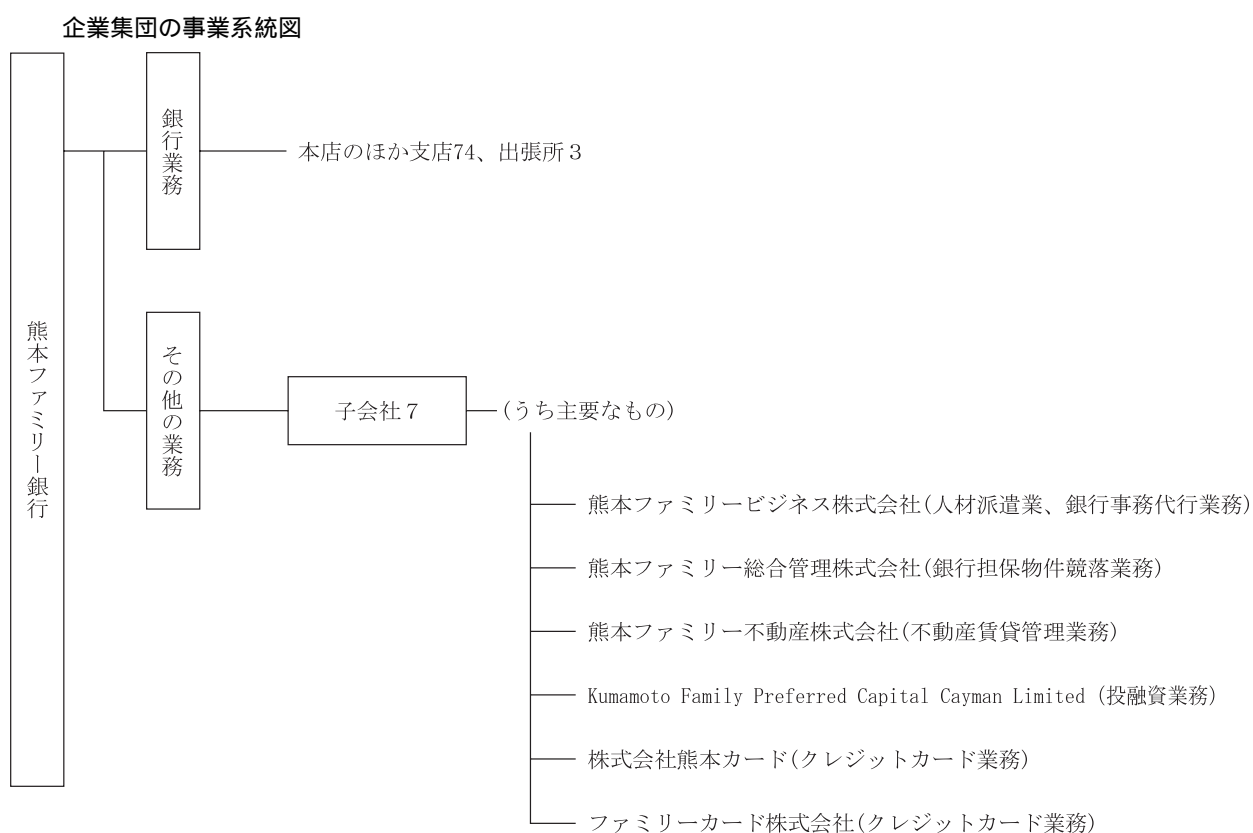 企業集団の事業系統図
熊本ファミリー銀行
銀行業務
本店のほか支店74、出張所３
その他の業務
子会社７
(うち主要なもの)
熊本ファミリービジネス株式会社(人材派遣業、銀行事務代行業務)
熊本ファミリー総合管理株式会社(銀行担保物件競落業務)
熊本ファミリー不動産株式会社(不動産賃貸管理業務)
Kumamoto Family Preferred Capital Cayman Limited (投融資業務)
株式会社熊本カード(クレジットカード業務)
ファミリーカード株式会社(クレジットカード業務)